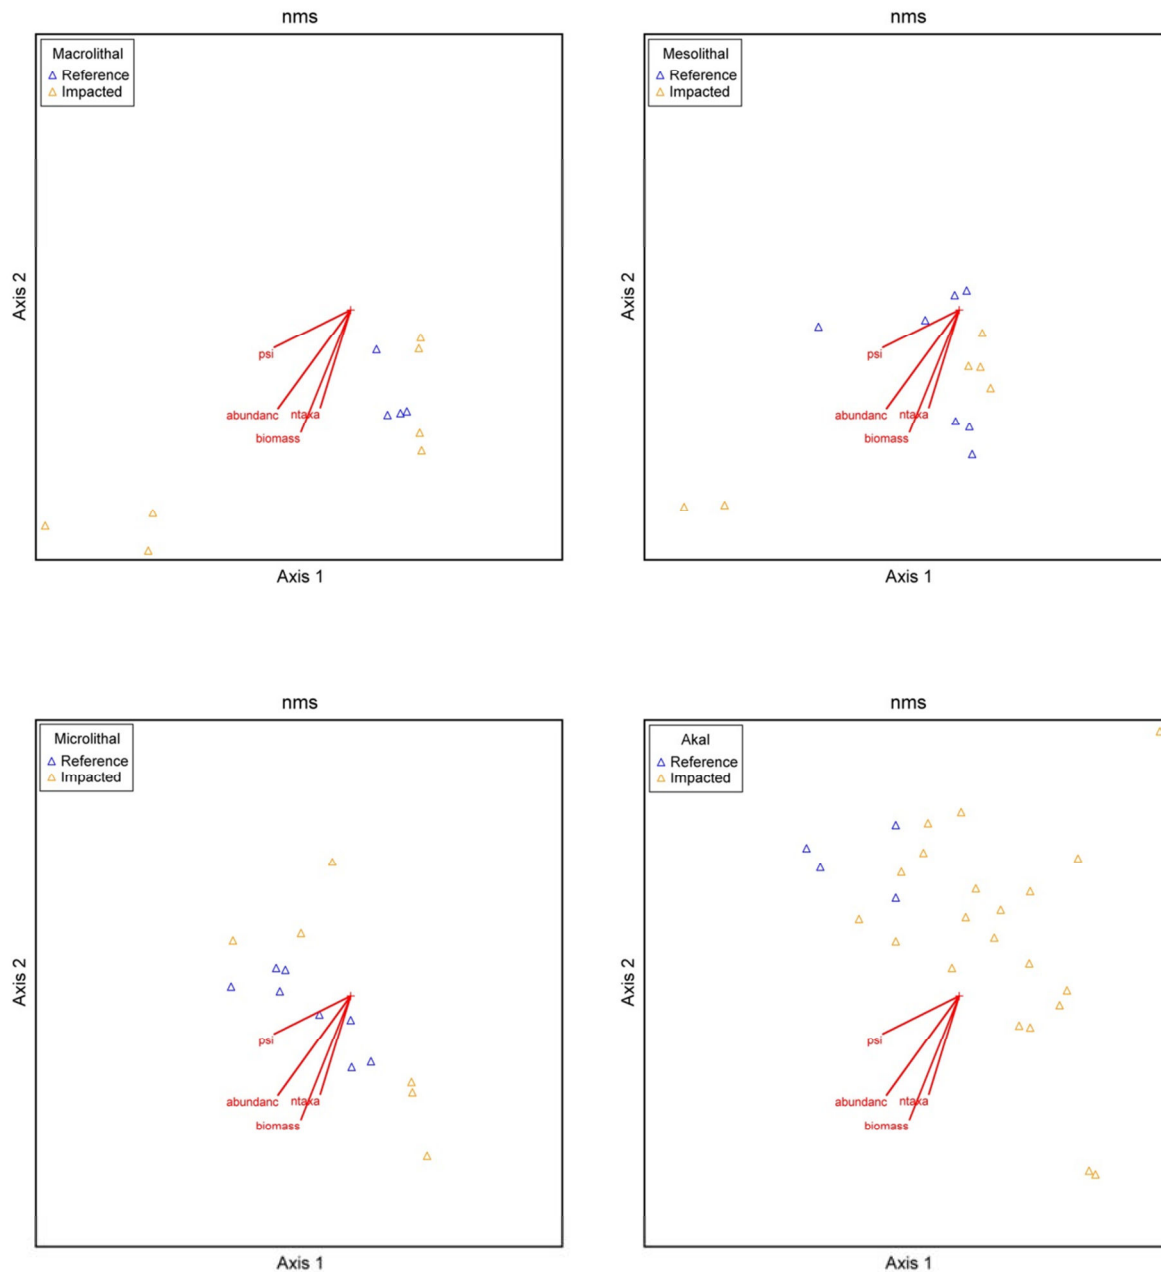 nms
Macrolithal
Reference
Impacted
Axis 2
psi
abundanc ntaxa
biomass
Axis 1
nms
Mesolithal
Reference
Impacted
Axis 2
psi
abundanc ntaxa
biomass
Axis 1
nms
Microlithal
Reference
Impacted
Axis 2
psi
abundanc ntaxa
biomass
Axis 1
nms
Akal
Reference
Impacted
Axis 2
psi
abundanc ntaxa
biomass
Axis 1